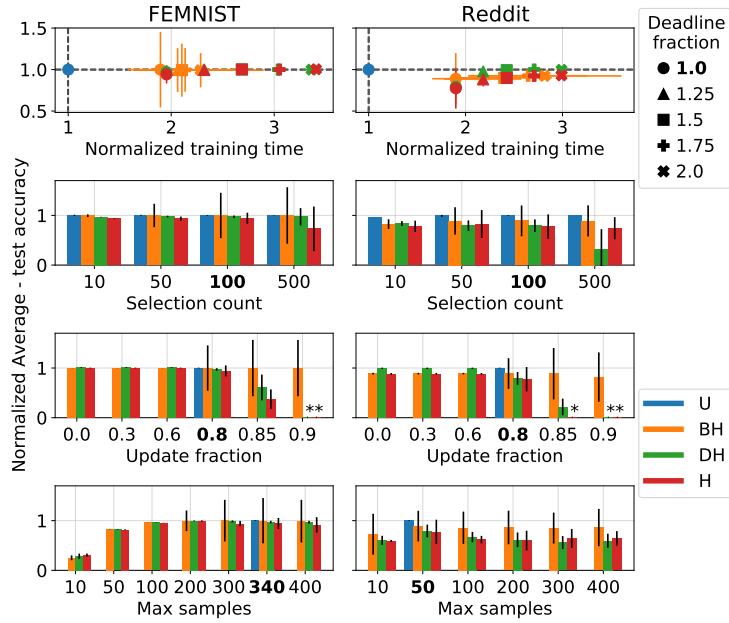 FEMNIST
Reddit
Deadline
fraction
1.0
1.25
1.5
1.75
2.0
1.5
1.0
0.5
1 2 3
1 2 3
Normalized training time
Normalized training time
Normalized Average - test accuracy
1
0
10 50 100 500
10 50 100 500
Selection count
Selection count
1
0
0.0 0.3 0.6 0.8 0.85 0.9
0.0 0.3 0.6 0.8 0.85 0.9
**
* **
Update fraction
Update fraction
U
BH
DH
H
1
0
10 50 100 200 300 340 400
10 50 100 200 300 400
Max samples
Max samples